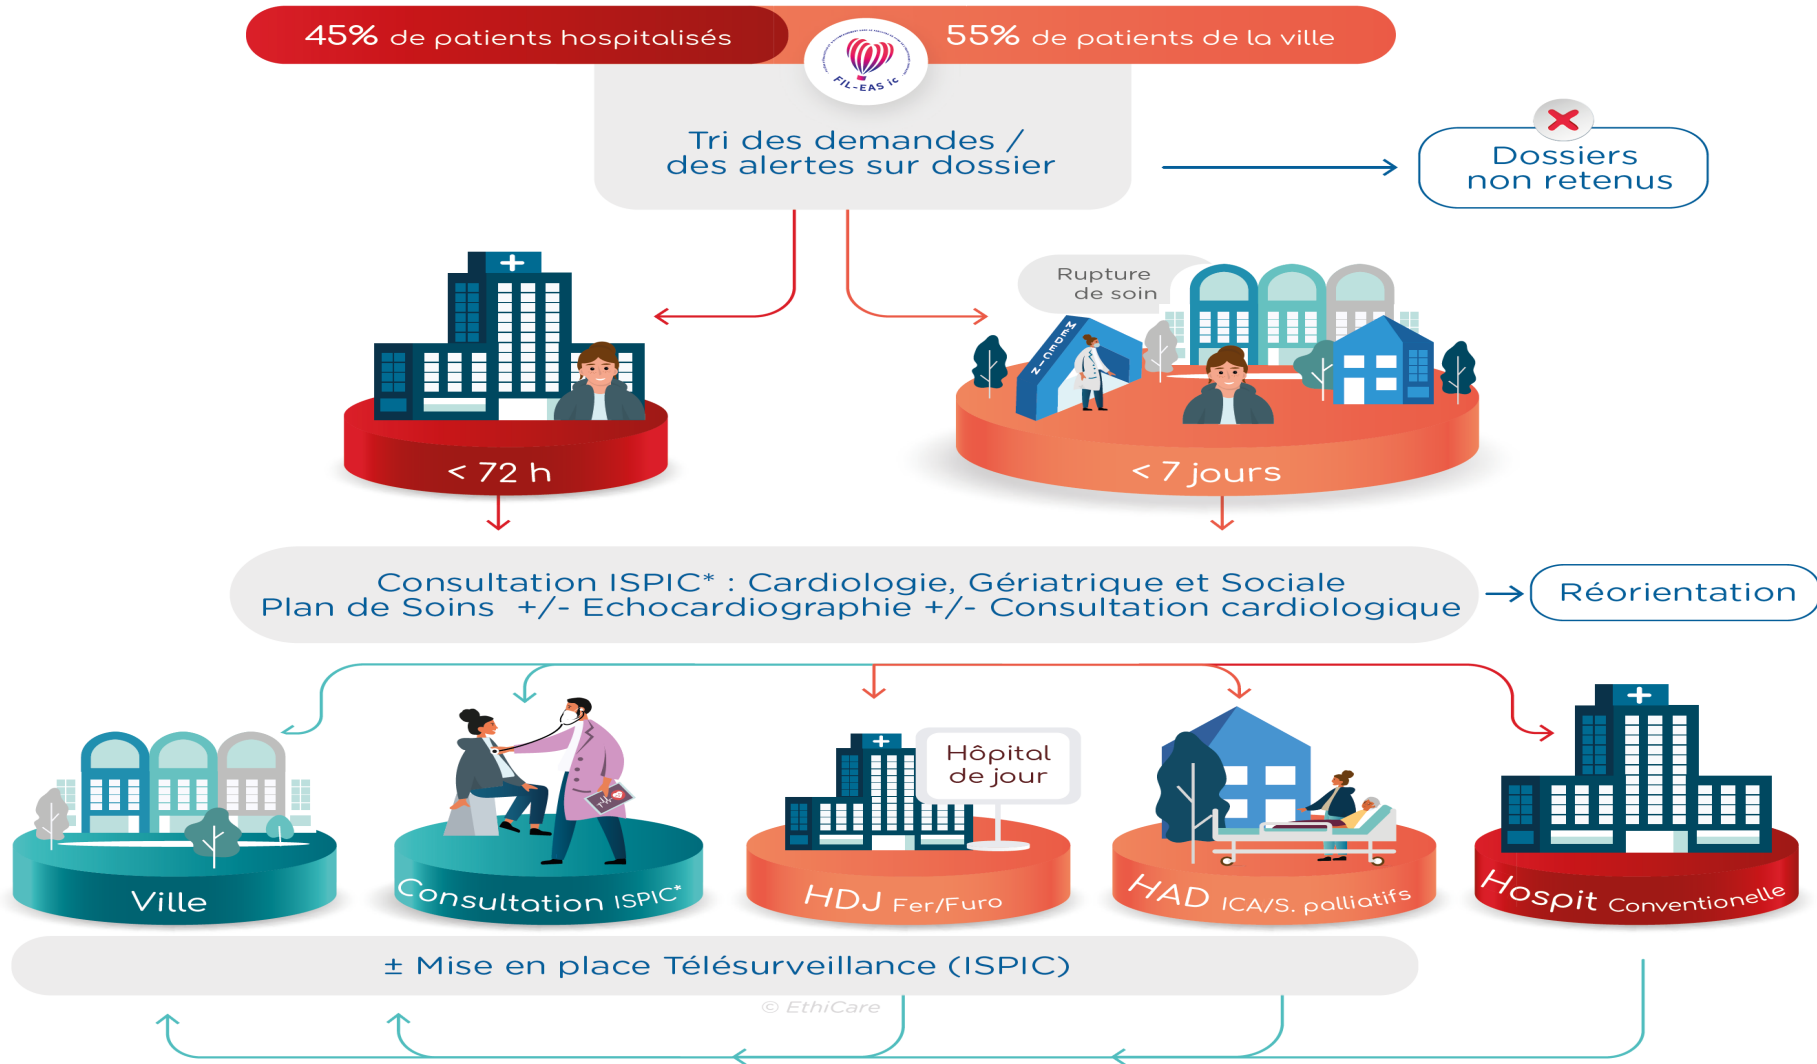 45% de patients hospitalisés
55% de patients de la ville
FIL-EAS ic
Tri des demandes /
des alertes sur dossier
Dossiers
non retenus
Rupture
de soin
MEDECIN
< 72 h
< 7 jours
Consultation ISPIC* : Cardiologie, Gériatrique et Sociale
Plan de Soins +/- Echocardiographie +/- Consultation cardiologique
Réorientation
Hôpital
de jour
Ville
Consultation ISPIC*
HDJ Fer/Furo
HAD ICA/S. palliatifs
Hospit Conventionelle
± Mise en place Télésurveillance (ISPIC)
© EthiCare